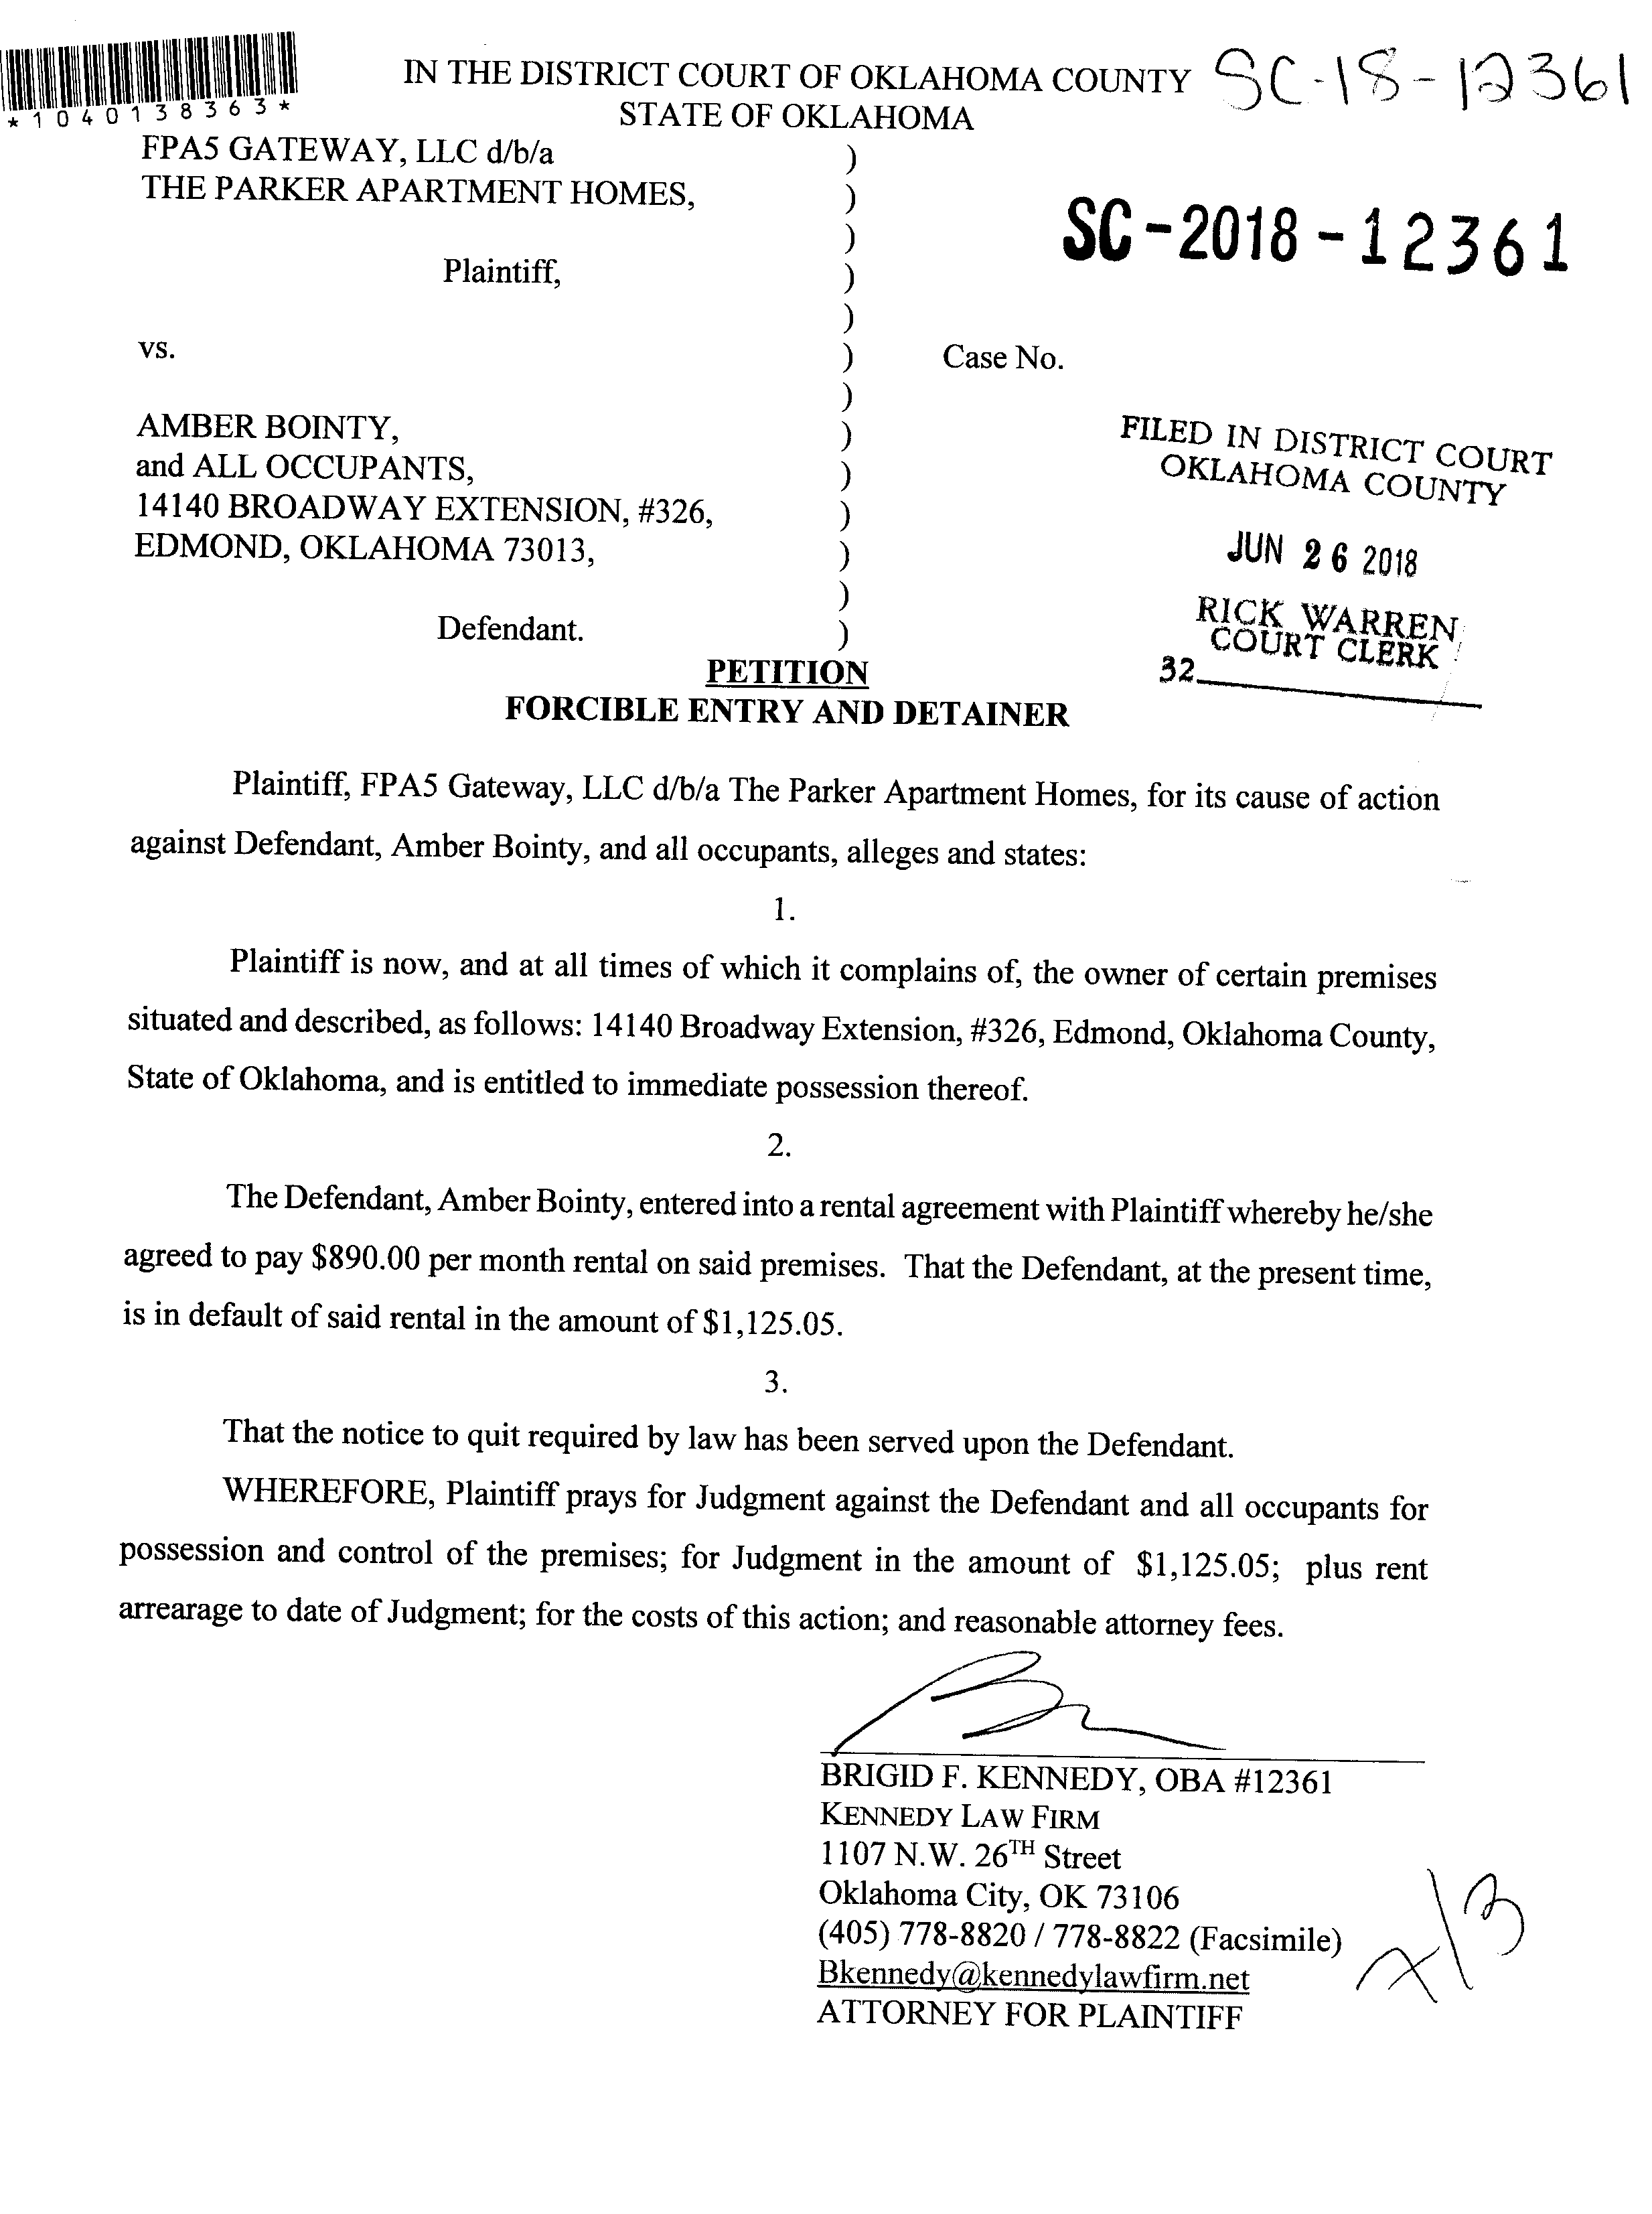 IN THE DISTRICT COURT OF OKLAHOMA COUNTY SC-18-12361
*1040138363*
STATE OF OKLAHOMA
FPA5 GATEWAY, LLC d/b/a )
THE PARKER APARTMENT HOMES, )
)
SC-2018-12361
Plaintiff, )
)
vs. ) Case No.
)
AMBER BOINTY, )
and ALL OCCUPANTS, )
14140 BROADWAY EXTENSION, #326, )
EDMOND, OKLAHOMA 73013, )
)
Defendant. )
FILED IN DISTRICT COURT
OKLAHOMA COUNTY
JUN 26 2018
RICK WARREN
COURT CLERK
32
PETITION
FORCIBLE ENTRY AND DETAINER
Plaintiff, FPA5 Gateway, LLC d/b/a The Parker Apartment Homes, for its cause of action
against Defendant, Amber Bointy, and all occupants, alleges and states:
1.
Plaintiff is now, and at all times of which it complains of, the owner of certain premises
situated and described, as follows: 14140 Broadway Extension, #326, Edmond, Oklahoma County,
State of Oklahoma, and is entitled to immediate possession thereof.
2.
The Defendant, Amber Bointy, entered into a rental agreement with Plaintiff whereby he/she
agreed to pay $890.00 per month rental on said premises. That the Defendant, at the present time,
is in default of said rental in the amount of $1,125.05.
3.
That the notice to quit required by law has been served upon the Defendant.
WHEREFORE, Plaintiff prays for Judgment against the Defendant and all occupants for
possession and control of the premises; for Judgment in the amount of $1,125.05; plus rent
arrearage to date of Judgment; for the costs of this action; and reasonable attorney fees.
BRIGID F. KENNEDY, OBA #12361
KENNEDY LAW FIRM
1107 N.W. 26TH Street
Oklahoma City, OK 73106
(405) 778-8820 / 778-8822 (Facsimile)
Bkennedy@kennedylawfirm.net
ATTORNEY FOR PLAINTIFF